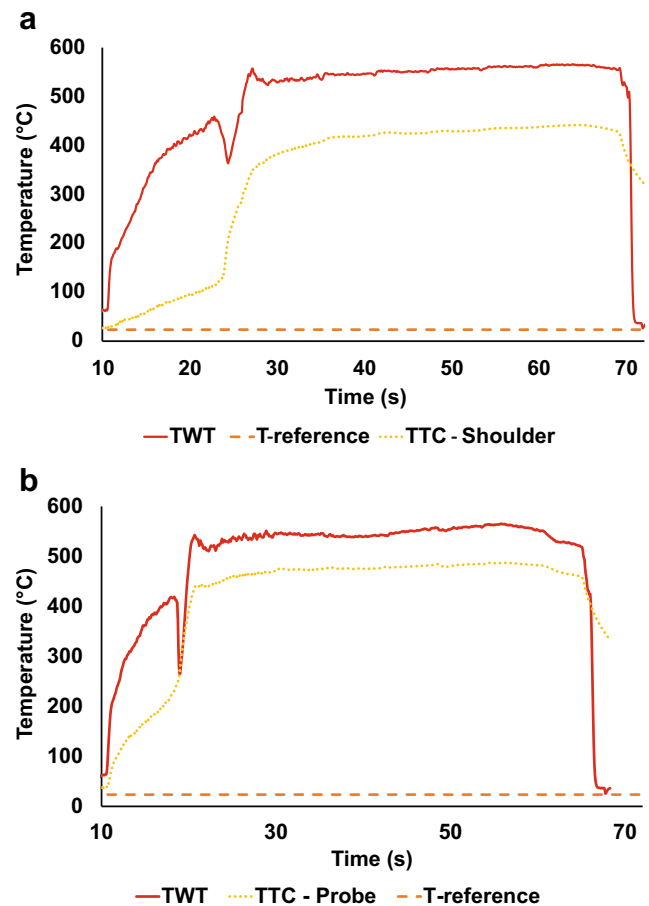 a
600
500
400
300
200
100
0
Temperature (°C)
10 20 30 40 50 60 70
Time (s)
TWT T-reference TTC - Shoulder
b
600
500
400
300
200
100
0
Temperature (°C)
10 30 50 70
Time (s)
TWT TTC - Probe T-reference